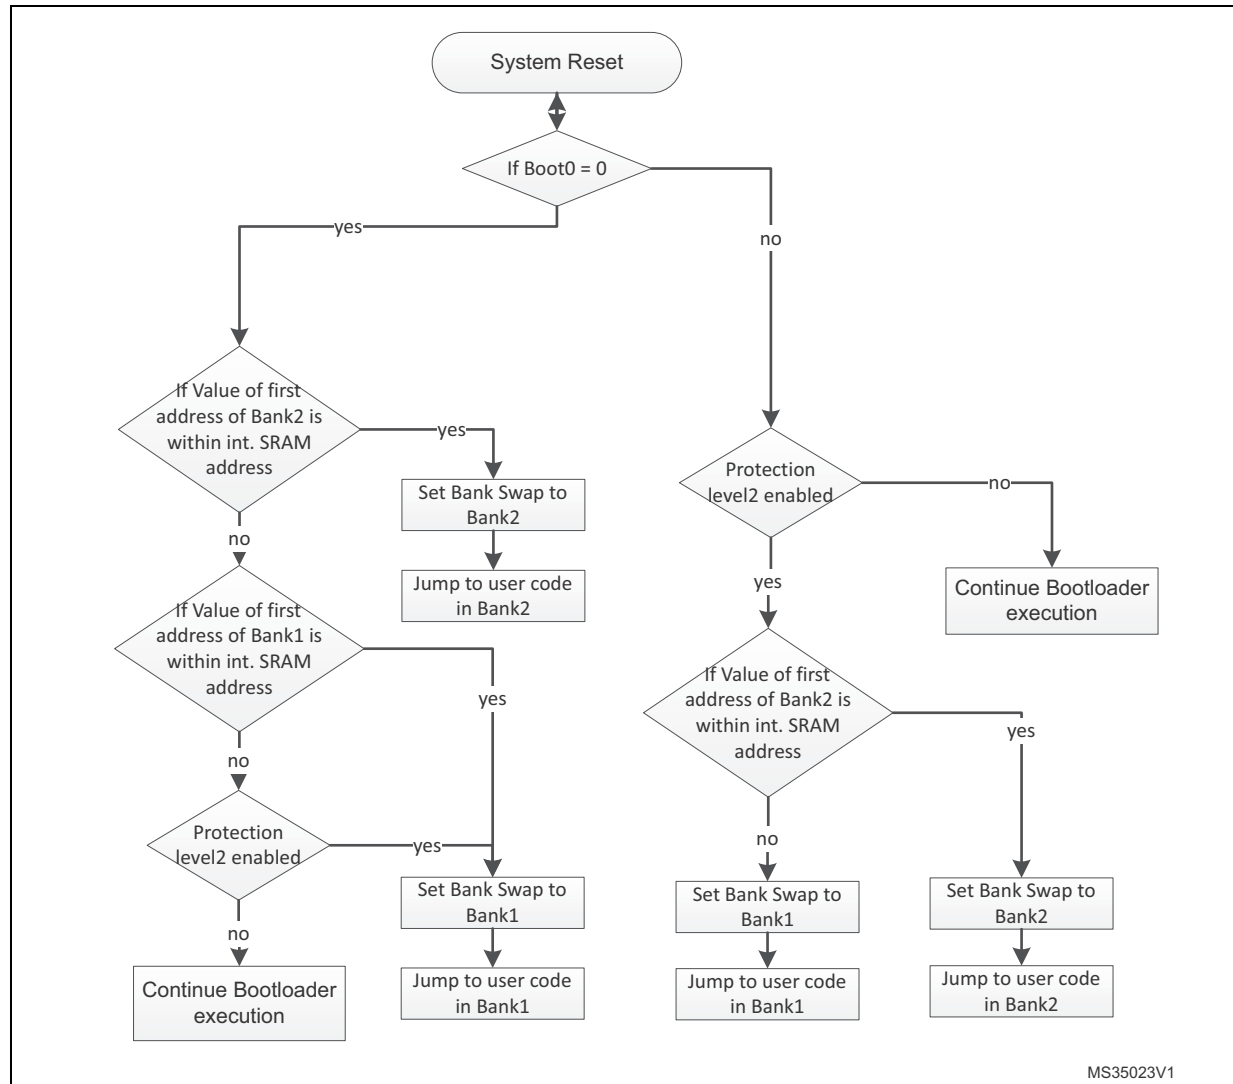 System Reset
If Boot0 = 0
yes
no
If Value of first
address of Bank2 is
within int. SRAM
address
yes
Set Bank Swap to
Bank2
Jump to user code
in Bank2
no
If Value of first
address of Bank1 is
within int. SRAM
address
yes
no
Protection
level2 enabled
yes
Set Bank Swap to
Bank1
Jump to user code
in Bank1
no
Continue Bootloader
execution
Protection
level2 enabled
no
Continue Bootloader
execution
yes
If Value of first
address of Bank2 is
within int. SRAM
address
yes
no
Set Bank Swap to
Bank1
Jump to user code
in Bank1
Set Bank Swap to
Bank2
Jump to user code
in Bank2
MS35023V1